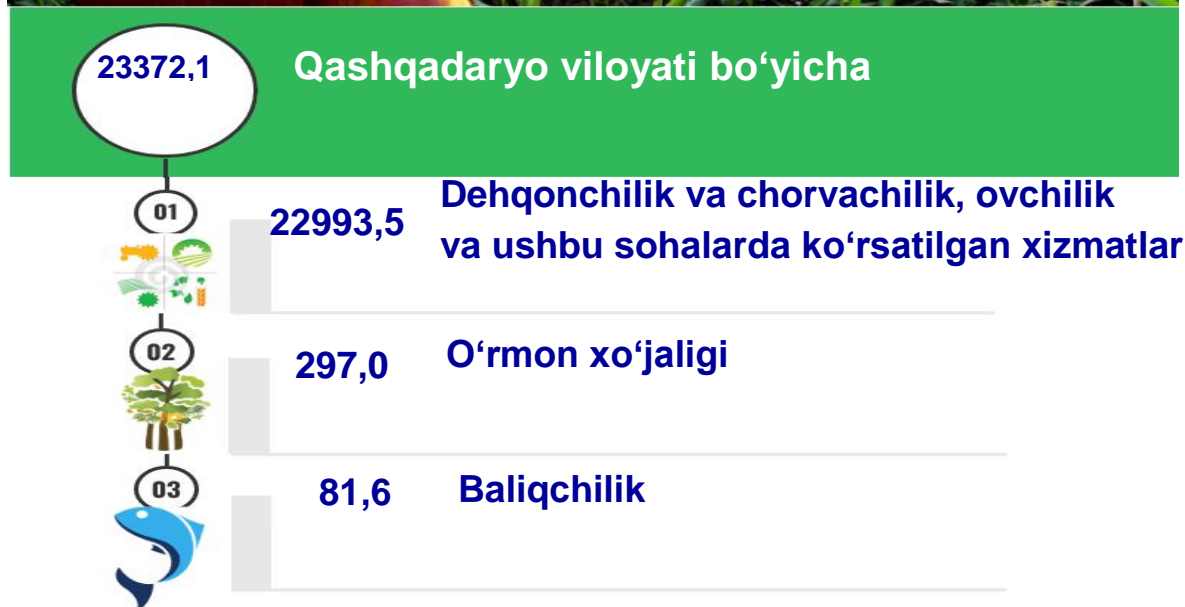 23372,1
Qashqadaryo viloyati bo‘yicha
01
22993,5
Dehqonchilik va chorvachilik, ovchilik
va ushbu sohalarda ko‘rsatilgan xizmatlar
02
297,0
O‘rmon xo‘jaligi
03
81,6
Baliqchilik